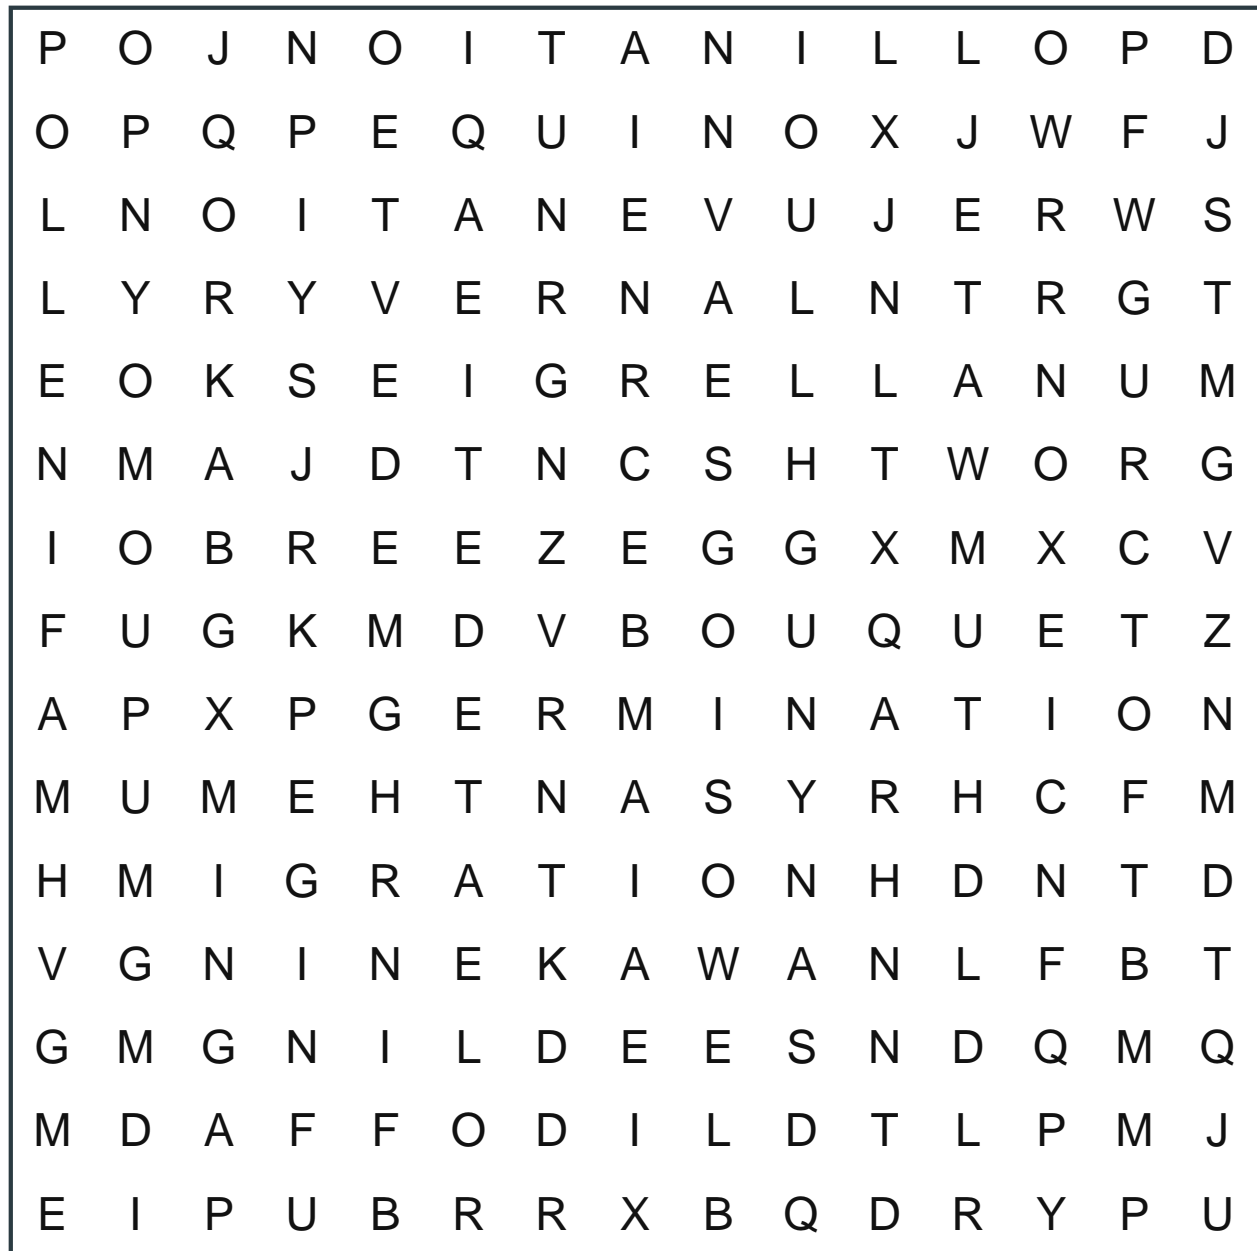 P O J N O I T A N I L L O P D
O P Q P E Q U I N O X J W F J
L N O I T A N E V U J E R W S
L Y R Y V E R N A L N T R G T
E O K S E I G R E L L A N U M
N M A J D T N C S H T W O R G
I O B R E E Z E G G X M X C V
F U G K M D V B O U Q U E T Z
A P X P G E R M I N A T I O N
M U M E H T N A S Y R H C F M
H M I G R A T I O N H D N T D
V G N I N E K A W A N L F B T
G M G N I L D E E S N D Q M Q
M D A F F O D I L D T L P M J
E I P U B R R X B Q D R Y P U